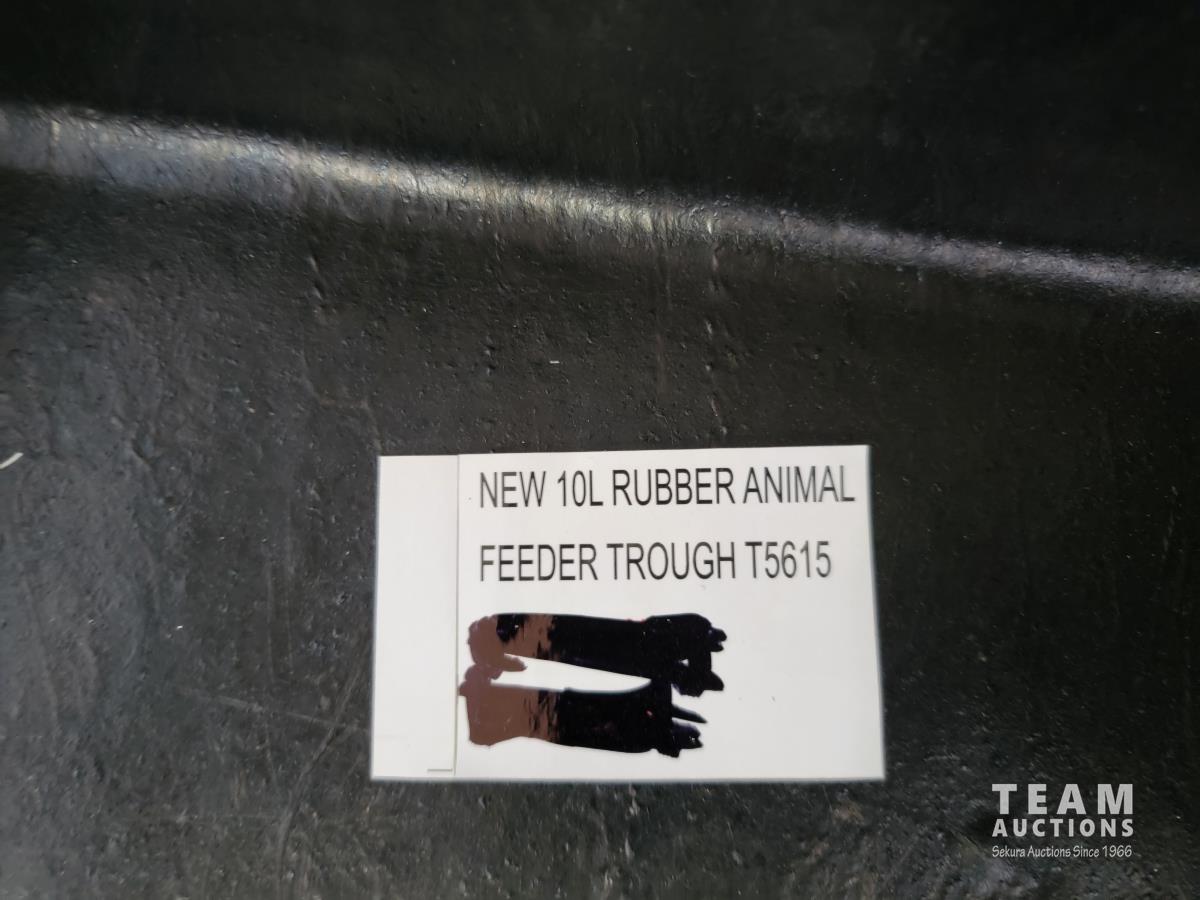 NEW 10L RUBBER ANIMAL
FEEDER TROUGH T5615
TEAM
AUCTIONS
Sekura Auctions Since 1966